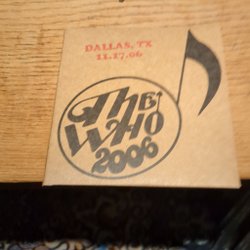 DALLAS, TX
11.17.06
THE
WHO
2006